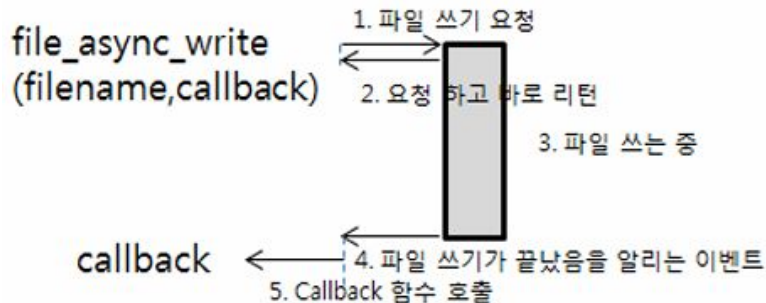 1. 파일 쓰기 요청
file_async_write
(filename,callback)
2. 요청 하고 바로 리턴
3. 파일 쓰는 중
callback
4. 파일 쓰기가 끝났음을 알리는 이벤트
5. Callback 함수 호출